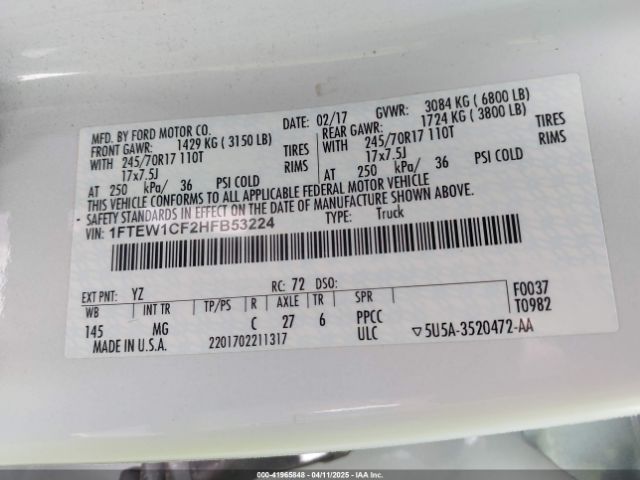 MFD. BY FORD MOTOR CO. DATE: 02/17 GVWR: 3084 KG ( 6800 LB)
FRONT GAWR: 1429 KG ( 3150 LB) REAR GAWR: 1724 KG ( 3800 LB)
WITH 245/70R17 110T TIRES WITH 245/70R17 110T TIRES
17x7.5J RIMS 17x7.5J RIMS
AT 250 kPa/ 36 PSI COLD AT 250 kPa/ 36 PSI COLD
THIS VEHICLE CONFORMS TO ALL APPLICABLE FEDERAL MOTOR VEHICLE
SAFETY STANDARDS IN EFFECT ON THE DATE OF MANUFACTURE SHOWN ABOVE.
VIN: 1FTEW1CF2HFB53224 TYPE: Truck
EXT PNT: YZ RC: 72 DSO: F0037
WB INT TR TP/PS R AXLE TR SPR T0982
145 MG C 27 6 PPCC
MADE IN U.S.A. 2201702211317 ULC ▽5U5A-3520472-AA
000-41965848 - 04/11/2025 - IAAI.com. Copyright